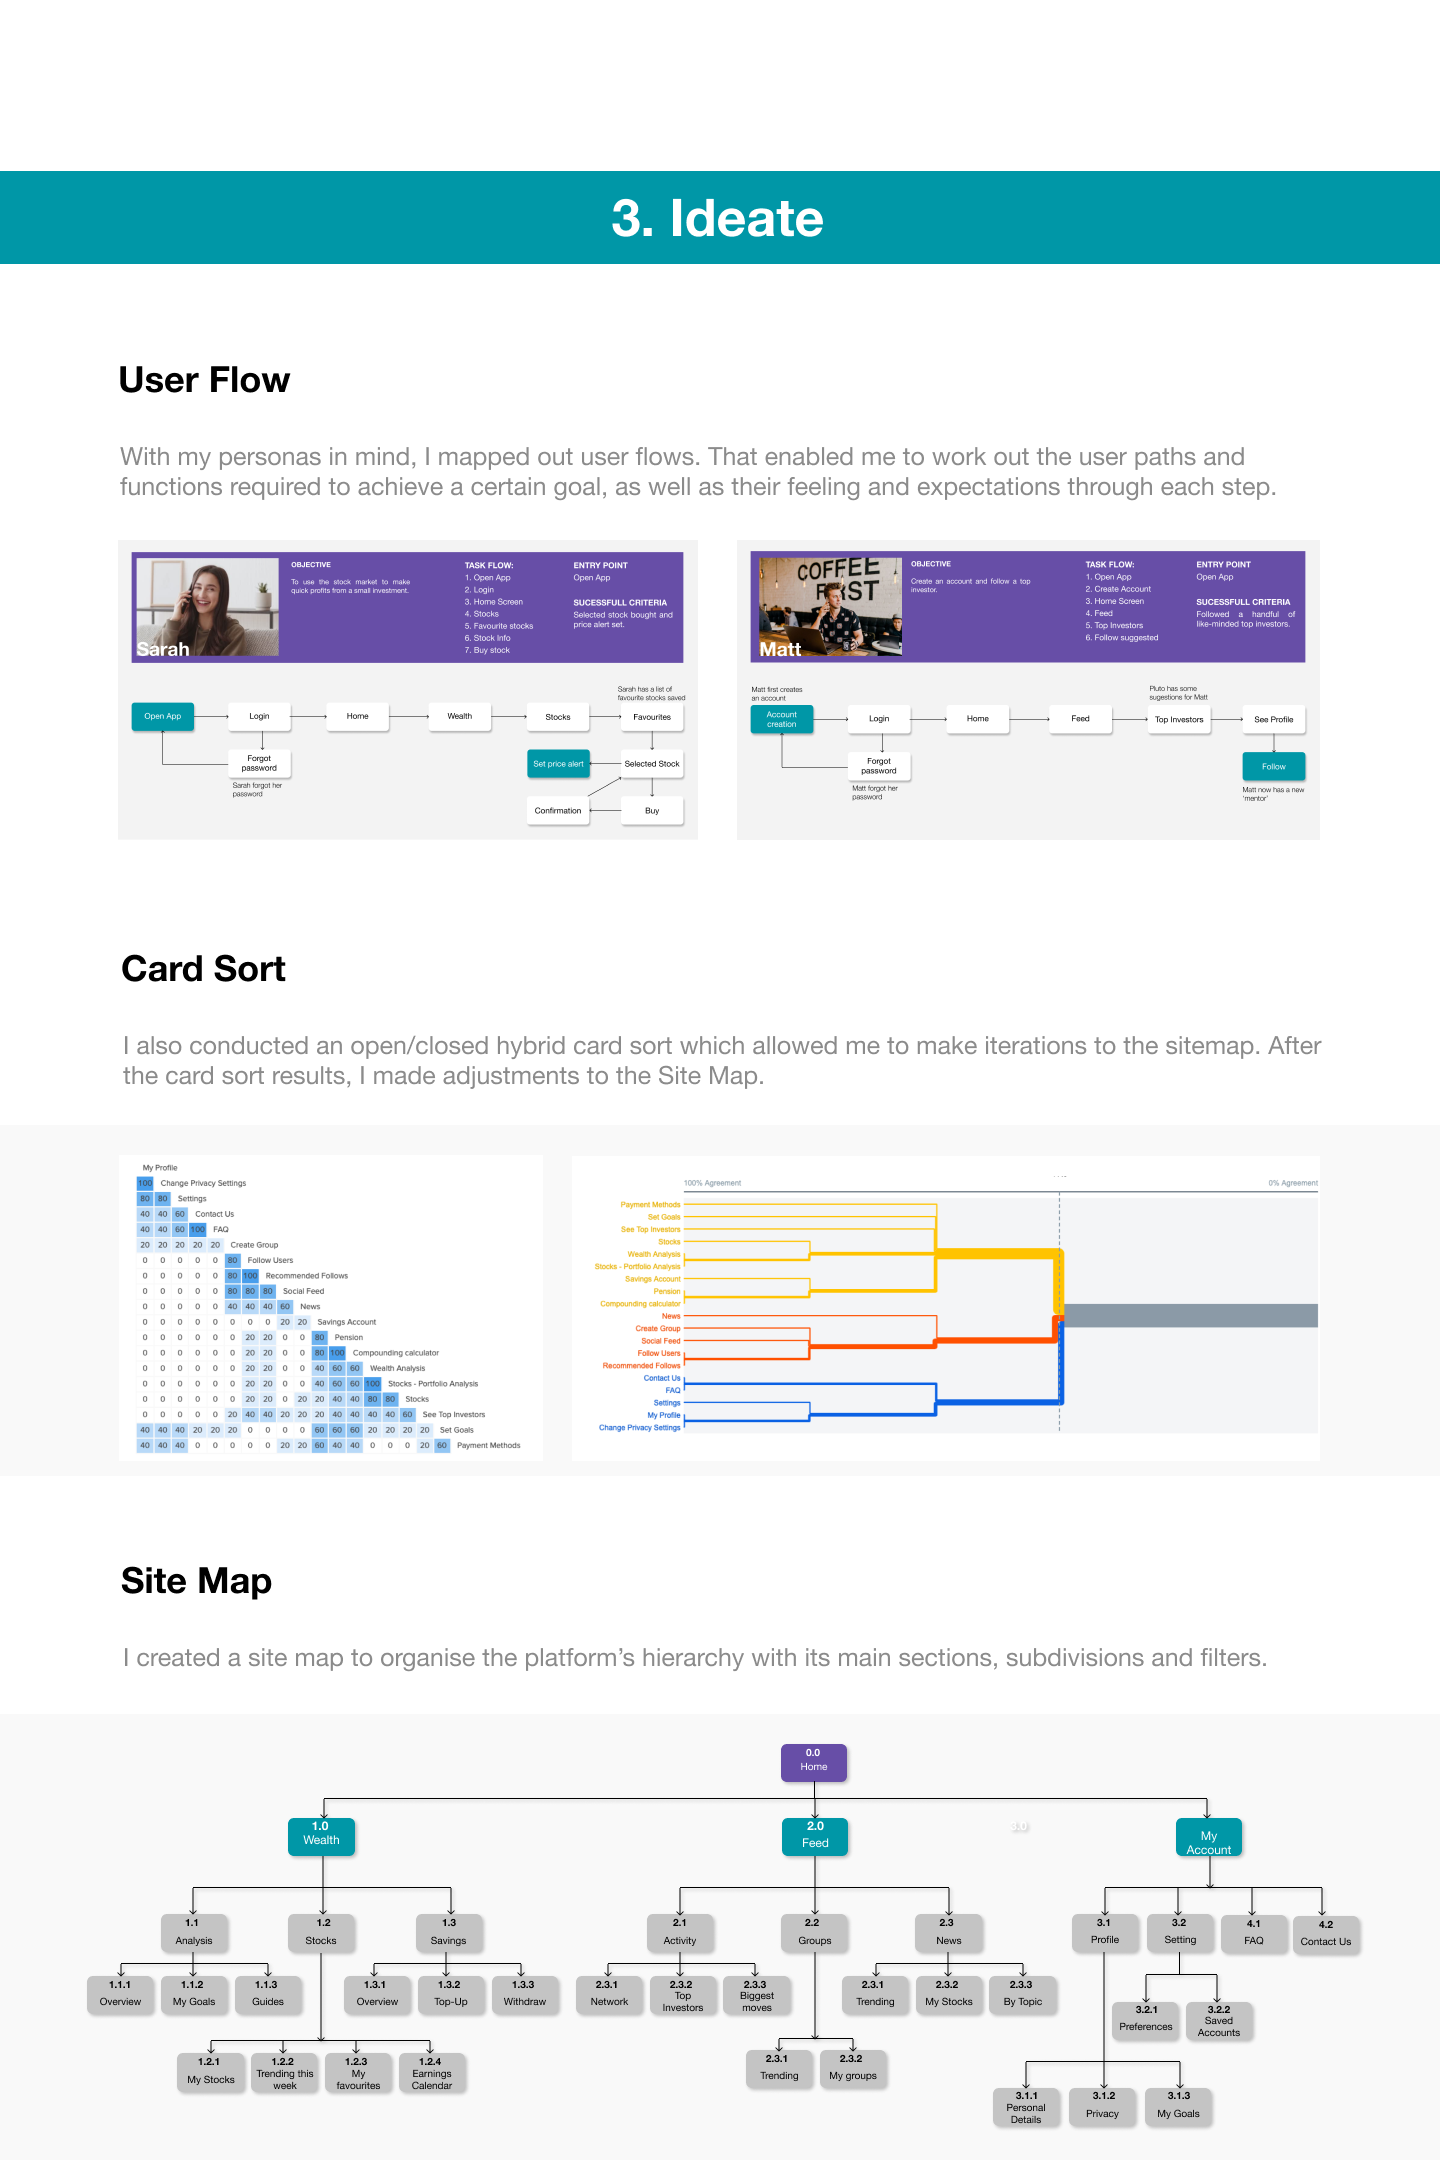 3. Ideate
User Flow
With my personas in mind, I mapped out user flows. That enabled me to work out the user paths and
functions required to achieve a certain goal, as well as their feeling and expectations through each step.
Sarah
OBJECTIVE
To use the stock market to make
quick profits from a small investment.
TASK FLOW:
1. Open App
2. Login
3. Home Screen
4. Stocks
5. Favourite stocks
6. Stock Info
7. Buy stock
ENTRY POINT
Open App
SUCESSFULL CRITERIA
Selected stock bought and
price alert set.
Sarah has a list of
favourite stocks saved
Open App
Login
Home
Wealth
Stocks
Favourites
Forgot
password
Sarah forgot her
password
Set price alert
Selected Stock
Confirmation
Buy
COFFEE
FIRST
Matt
OBJECTIVE
Create an account and follow a top
investor.
TASK FLOW:
1. Open App
2. Create Account
3. Home Screen
4. Feed
5. Top Investors
6. Follow suggested
ENTRY POINT
Open App
SUCESSFULL CRITERIA
Followed a handful of
like-minded top investors.
Matt first creates
an account
Pluto has some
sugestions for Matt
Account
creation
Login
Home
Feed
Top Investors
See Profile
Forgot
password
Matt forgot her
password
Follow
Matt now has a new
'mentor'
Card Sort
I also conducted an open/closed hybrid card sort which allowed me to make iterations to the sitemap. After
the card sort results, I made adjustments to the Site Map.
My Profile
100 Change Privacy Settings
80 80 Settings
40 40 60 Contact Us
40 40 60 100 FAQ
20 20 20 20 20 Create Group
0 0 0 0 0 80 Follow Users
0 0 0 0 0 80 100 Recommended Follows
0 0 0 0 0 80 80 80 Social Feed
0 0 0 0 0 40 40 40 60 News
0 0 0 0 0 0 0 0 20 20 Savings Account
0 0 0 0 0 0 20 20 0 0 80 Pension
0 0 0 0 0 0 20 20 0 0 80 100 Compounding calculator
0 0 0 0 0 0 20 20 0 0 40 60 60 Wealth Analysis
0 0 0 0 0 0 20 20 0 0 40 60 60 100 Stocks - Portfolio Analysis
0 0 0 0 0 0 20 20 0 20 20 40 40 80 80 Stocks
0 0 0 0 0 20 40 40 20 20 20 40 40 40 40 60 See Top Investors
40 40 40 20 20 20 0 0 0 0 60 60 60 20 20 20 20 Set Goals
40 40 40 0 0 0 0 0 20 20 60 40 40 0 0 0 20 60 Payment Methods
100% Agreement
0% Agreement
Payment Methods
Set Goals
See Top Investors
Stocks
Wealth Analysis
Stocks - Portfolio Analysis
Savings Account
Pension
Compounding calculator
News
Create Group
Social Feed
Follow Users
Recommended Follows
Contact Us
FAQ
Settings
My Profile
Change Privacy Settings
Site Map
I created a site map to organise the platform's hierarchy with its main sections, subdivisions and filters.
0.0
Home
1.0
Wealth
2.0
Feed
3.0
My
Account
1.1
Analysis
1.2
Stocks
1.3
Savings
2.1
Activity
2.2
Groups
2.3
News
3.1
Profile
3.2
Setting
4.1
FAQ
4.2
Contact Us
1.1.1
Overview
1.1.2
My Goals
1.1.3
Guides
1.3.1
Overview
1.3.2
Top-Up
1.3.3
Withdraw
2.3.1
Network
2.3.2
Top
Investors
2.3.3
Biggest
moves
2.3.1
Trending
2.3.2
My Stocks
2.3.3
By Topic
3.2.1
Preferences
3.2.2
Saved
Accounts
1.2.1
My Stocks
1.2.2
Trending this
week
1.2.3
My
favourites
1.2.4
Earnings
Calendar
2.3.1
Trending
2.3.2
My groups
3.1.1
Personal
Details
3.1.2
Privacy
3.1.3
My Goals